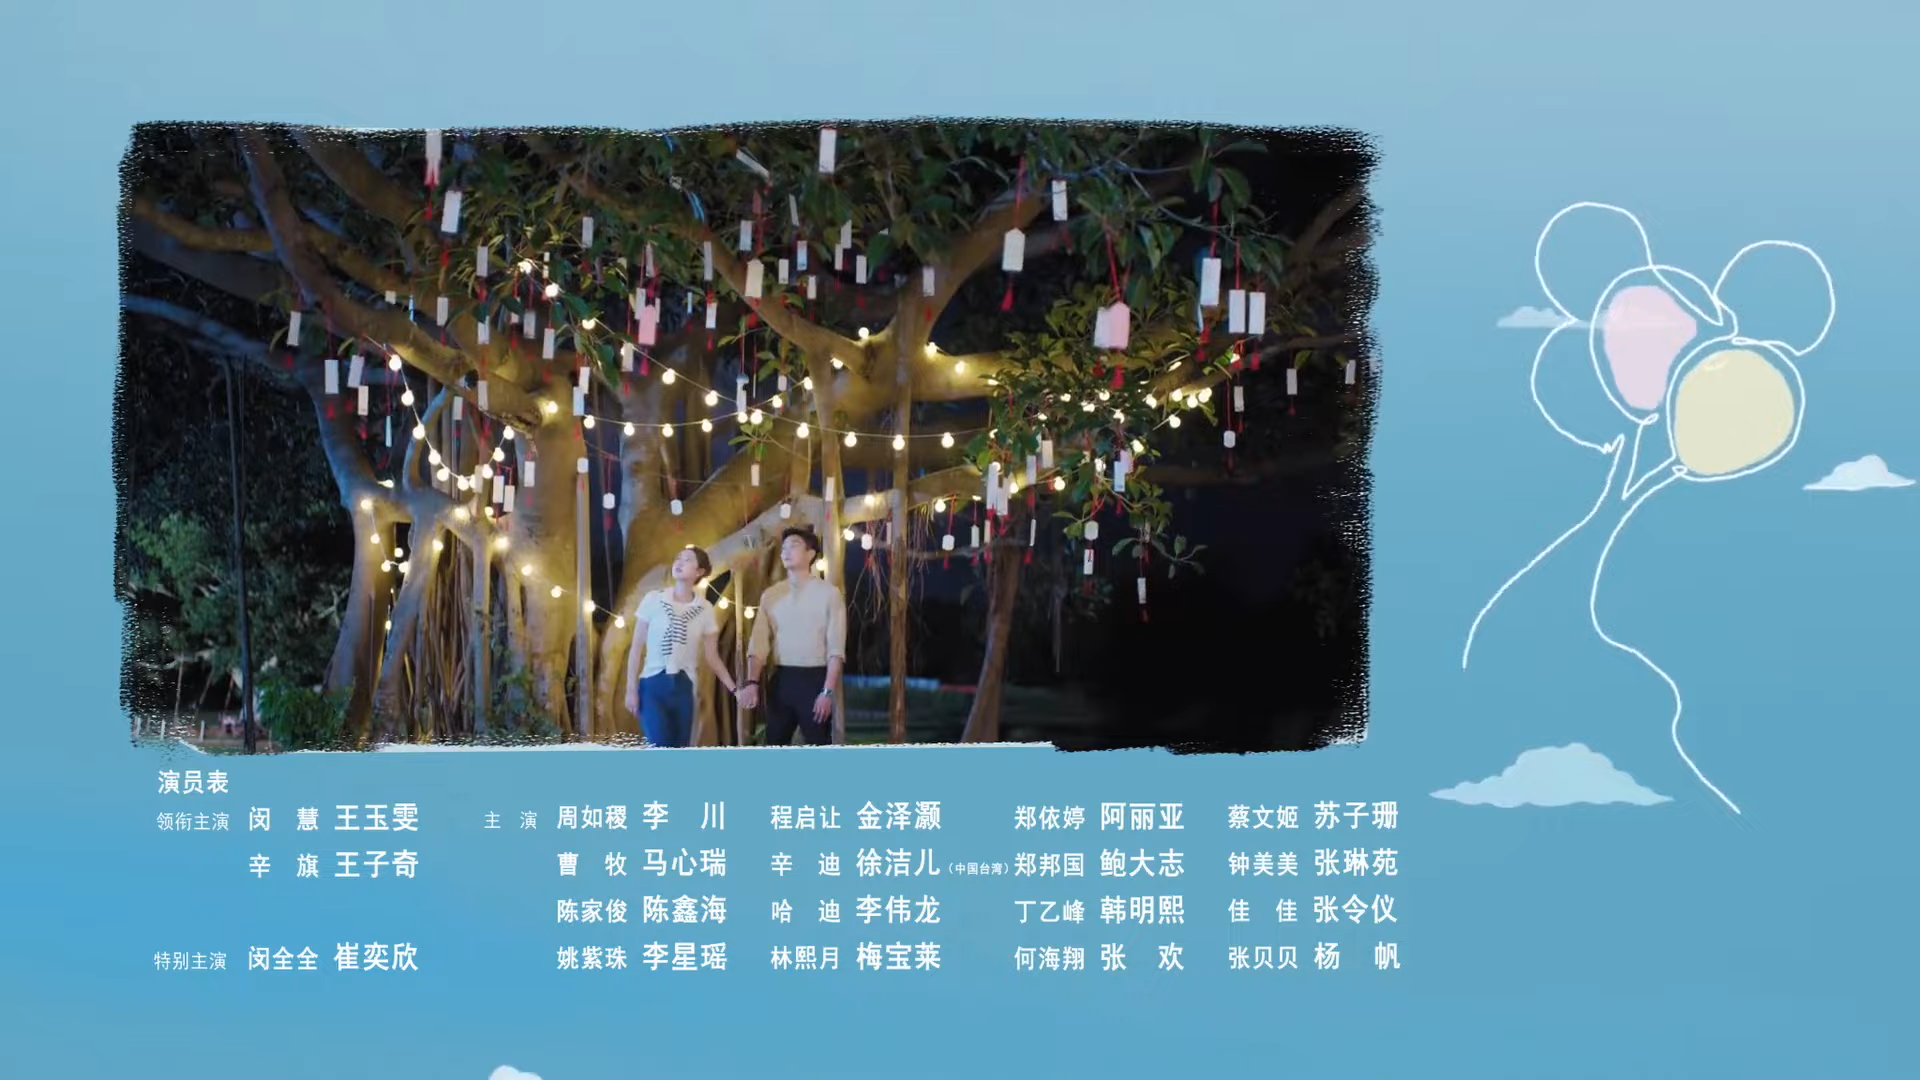 演员表
领衔主演 闵 慧 王玉雯 主 演 周如稷 李 川 程启让 金泽灏 郑依婷 阿丽亚 蔡文姬 苏子珊
辛 旗 王子奇 曹 牧 马心瑞 辛 迪 徐洁儿(中国台湾) 郑邦国 鲍大志 钟美美 张琳苑
陈家俊 陈鑫海 哈 迪 李伟龙 丁乙峰 韩明熙 佳 佳 张令仪
特别主演 闵全全 崔奕欣 姚紫珠 李星瑶 林熙月 梅宝莱 何海翔 张 欢 张贝贝 杨 帆